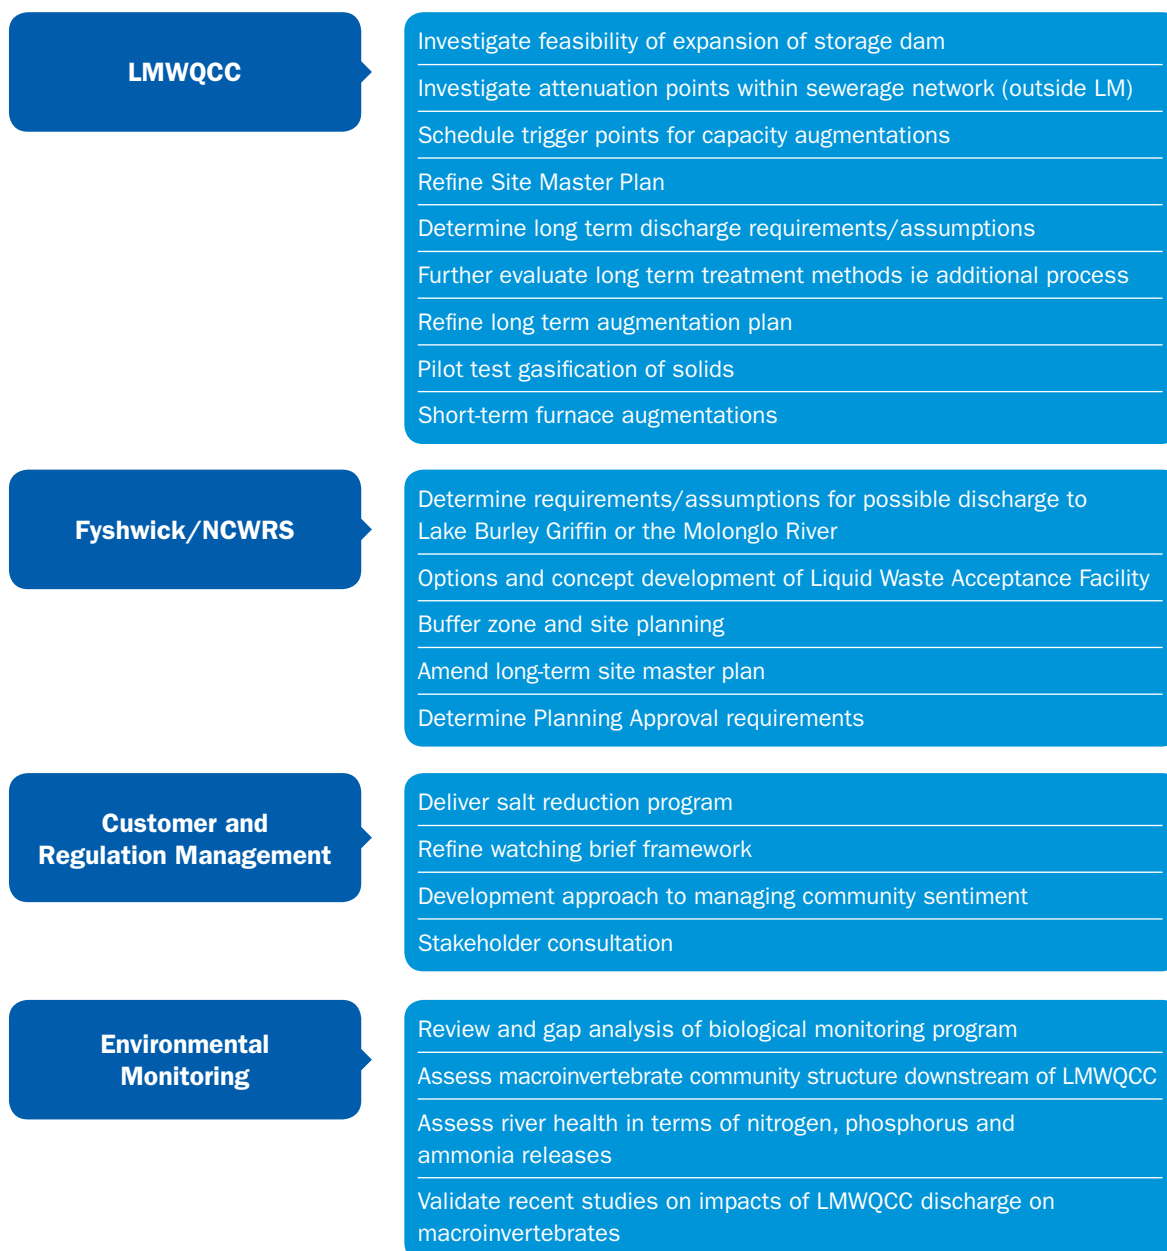 LMWQCC
Investigate feasibility of expansion of storage dam
Investigate attenuation points within sewerage network (outside LM)
Schedule trigger points for capacity augmentations
Refine Site Master Plan
Determine long term discharge requirements/assumptions
Further evaluate long term treatment methods ie additional process
Refine long term augmentation plan
Pilot test gasification of solids
Short-term furnace augmentations
Fyshwick/NCWRS
Determine requirements/assumptions for possible discharge to
Lake Burley Griffin or the Molonglo River
Options and concept development of Liquid Waste Acceptance Facility
Buffer zone and site planning
Amend long-term site master plan
Determine Planning Approval requirements
Customer and
Regulation Management
Deliver salt reduction program
Refine watching brief framework
Development approach to managing community sentiment
Stakeholder consultation
Environmental
Monitoring
Review and gap analysis of biological monitoring program
Assess macroinvertebrate community structure downstream of LMWQCC
Assess river health in terms of nitrogen, phosphorus and
ammonia releases
Validate recent studies on impacts of LMWQCC discharge on
macroinvertebrates